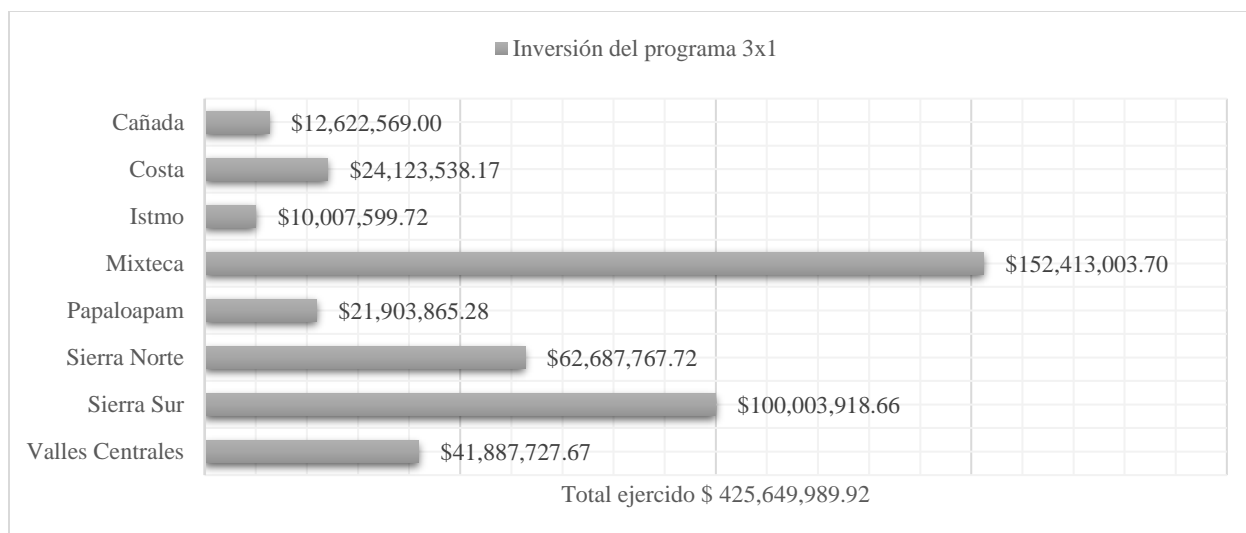 Inversión del programa 3x1
Cañada $12,622,569.00
Costa $24,123,538.17
Istmo $10,007,599.72
Mixteca $152,413,003.70
Papaloapam $21,903,865.28
Sierra Norte $62,687,767.72
Sierra Sur $100,003,918.66
Valles Centrales $41,887,727.67
Total ejercido $ 425,649,989.92